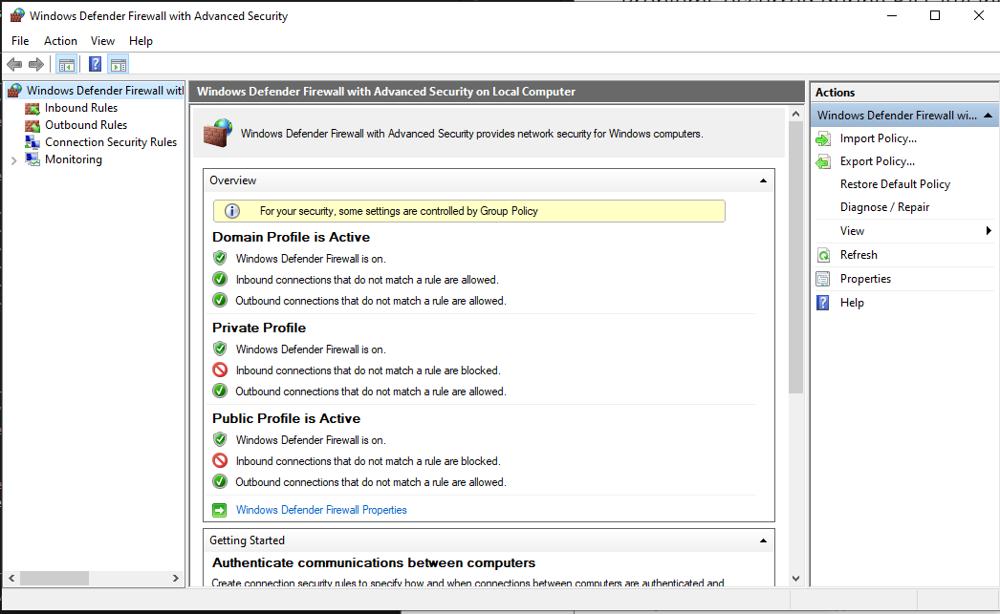 Windows Defender Firewall with Advanced Security
File Action View Help
Windows Defender Firewall wit
Inbound Rules
Outbound Rules
Connection Security Rules
Monitoring
Windows Defender Firewall with Advanced Security on Local Computer
Windows Defender Firewall with Advanced Security provides network security for Windows computers.
Overview
For your security, some settings are controlled by Group Policy
Domain Profile is Active
Windows Defender Firewall is on.
Inbound connections that do not match a rule are allowed.
Outbound connections that do not match a rule are allowed.
Private Profile
Windows Defender Firewall is on.
Inbound connections that do not match a rule are blocked.
Outbound connections that do not match a rule are allowed.
Public Profile is Active
Windows Defender Firewall is on.
Inbound connections that do not match a rule are blocked.
Outbound connections that do not match a rule are allowed.
Windows Defender Firewall Properties
Getting Started
Authenticate communications between computers
Create connection security rules to specify how and when connections between computers are authenticated and
Actions
Windows Defender Firewall wi...
Import Policy...
Export Policy...
Restore Default Policy
Diagnose / Repair
View
Refresh
Properties
Help